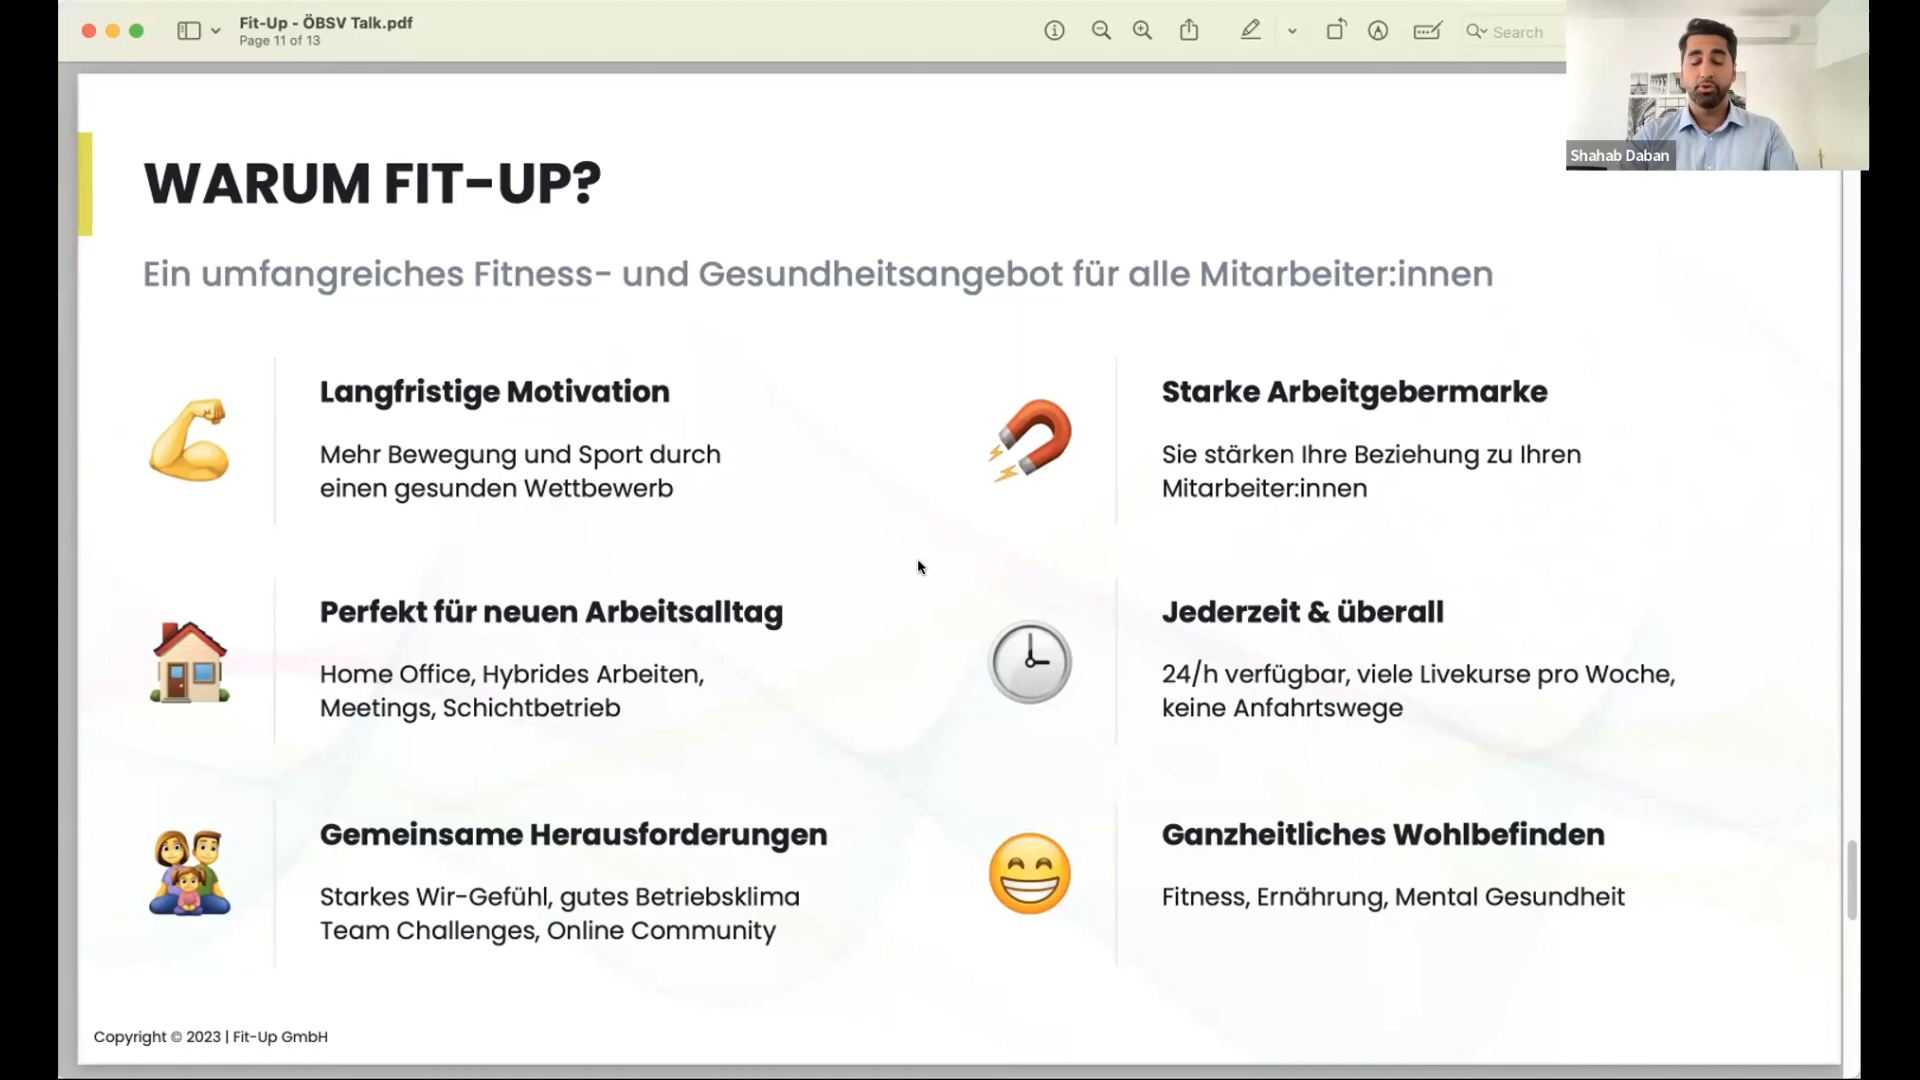 Fit-Up - ÖBSV Talk.pdf
Page 11 of 13
Search
Shahab Daban
WARUM FIT-UP?
Ein umfangreiches Fitness- und Gesundheitsangebot für alle Mitarbeiter:innen
Langfristige Motivation
Mehr Bewegung und Sport durch
einen gesunden Wettbewerb
Starke Arbeitgebermarke
Sie stärken Ihre Beziehung zu Ihren
Mitarbeiter:innen
Perfekt für neuen Arbeitsalltag
Home Office, Hybrides Arbeiten,
Meetings, Schichtbetrieb
Jederzeit & überall
24/h verfügbar, viele Livekurse pro Woche,
keine Anfahrtswege
Gemeinsame Herausforderungen
Starkes Wir-Gefühl, gutes Betriebsklima
Team Challenges, Online Community
Ganzheitliches Wohlbefinden
Fitness, Ernährung, Mental Gesundheit
Copyright © 2023 | Fit-Up GmbH